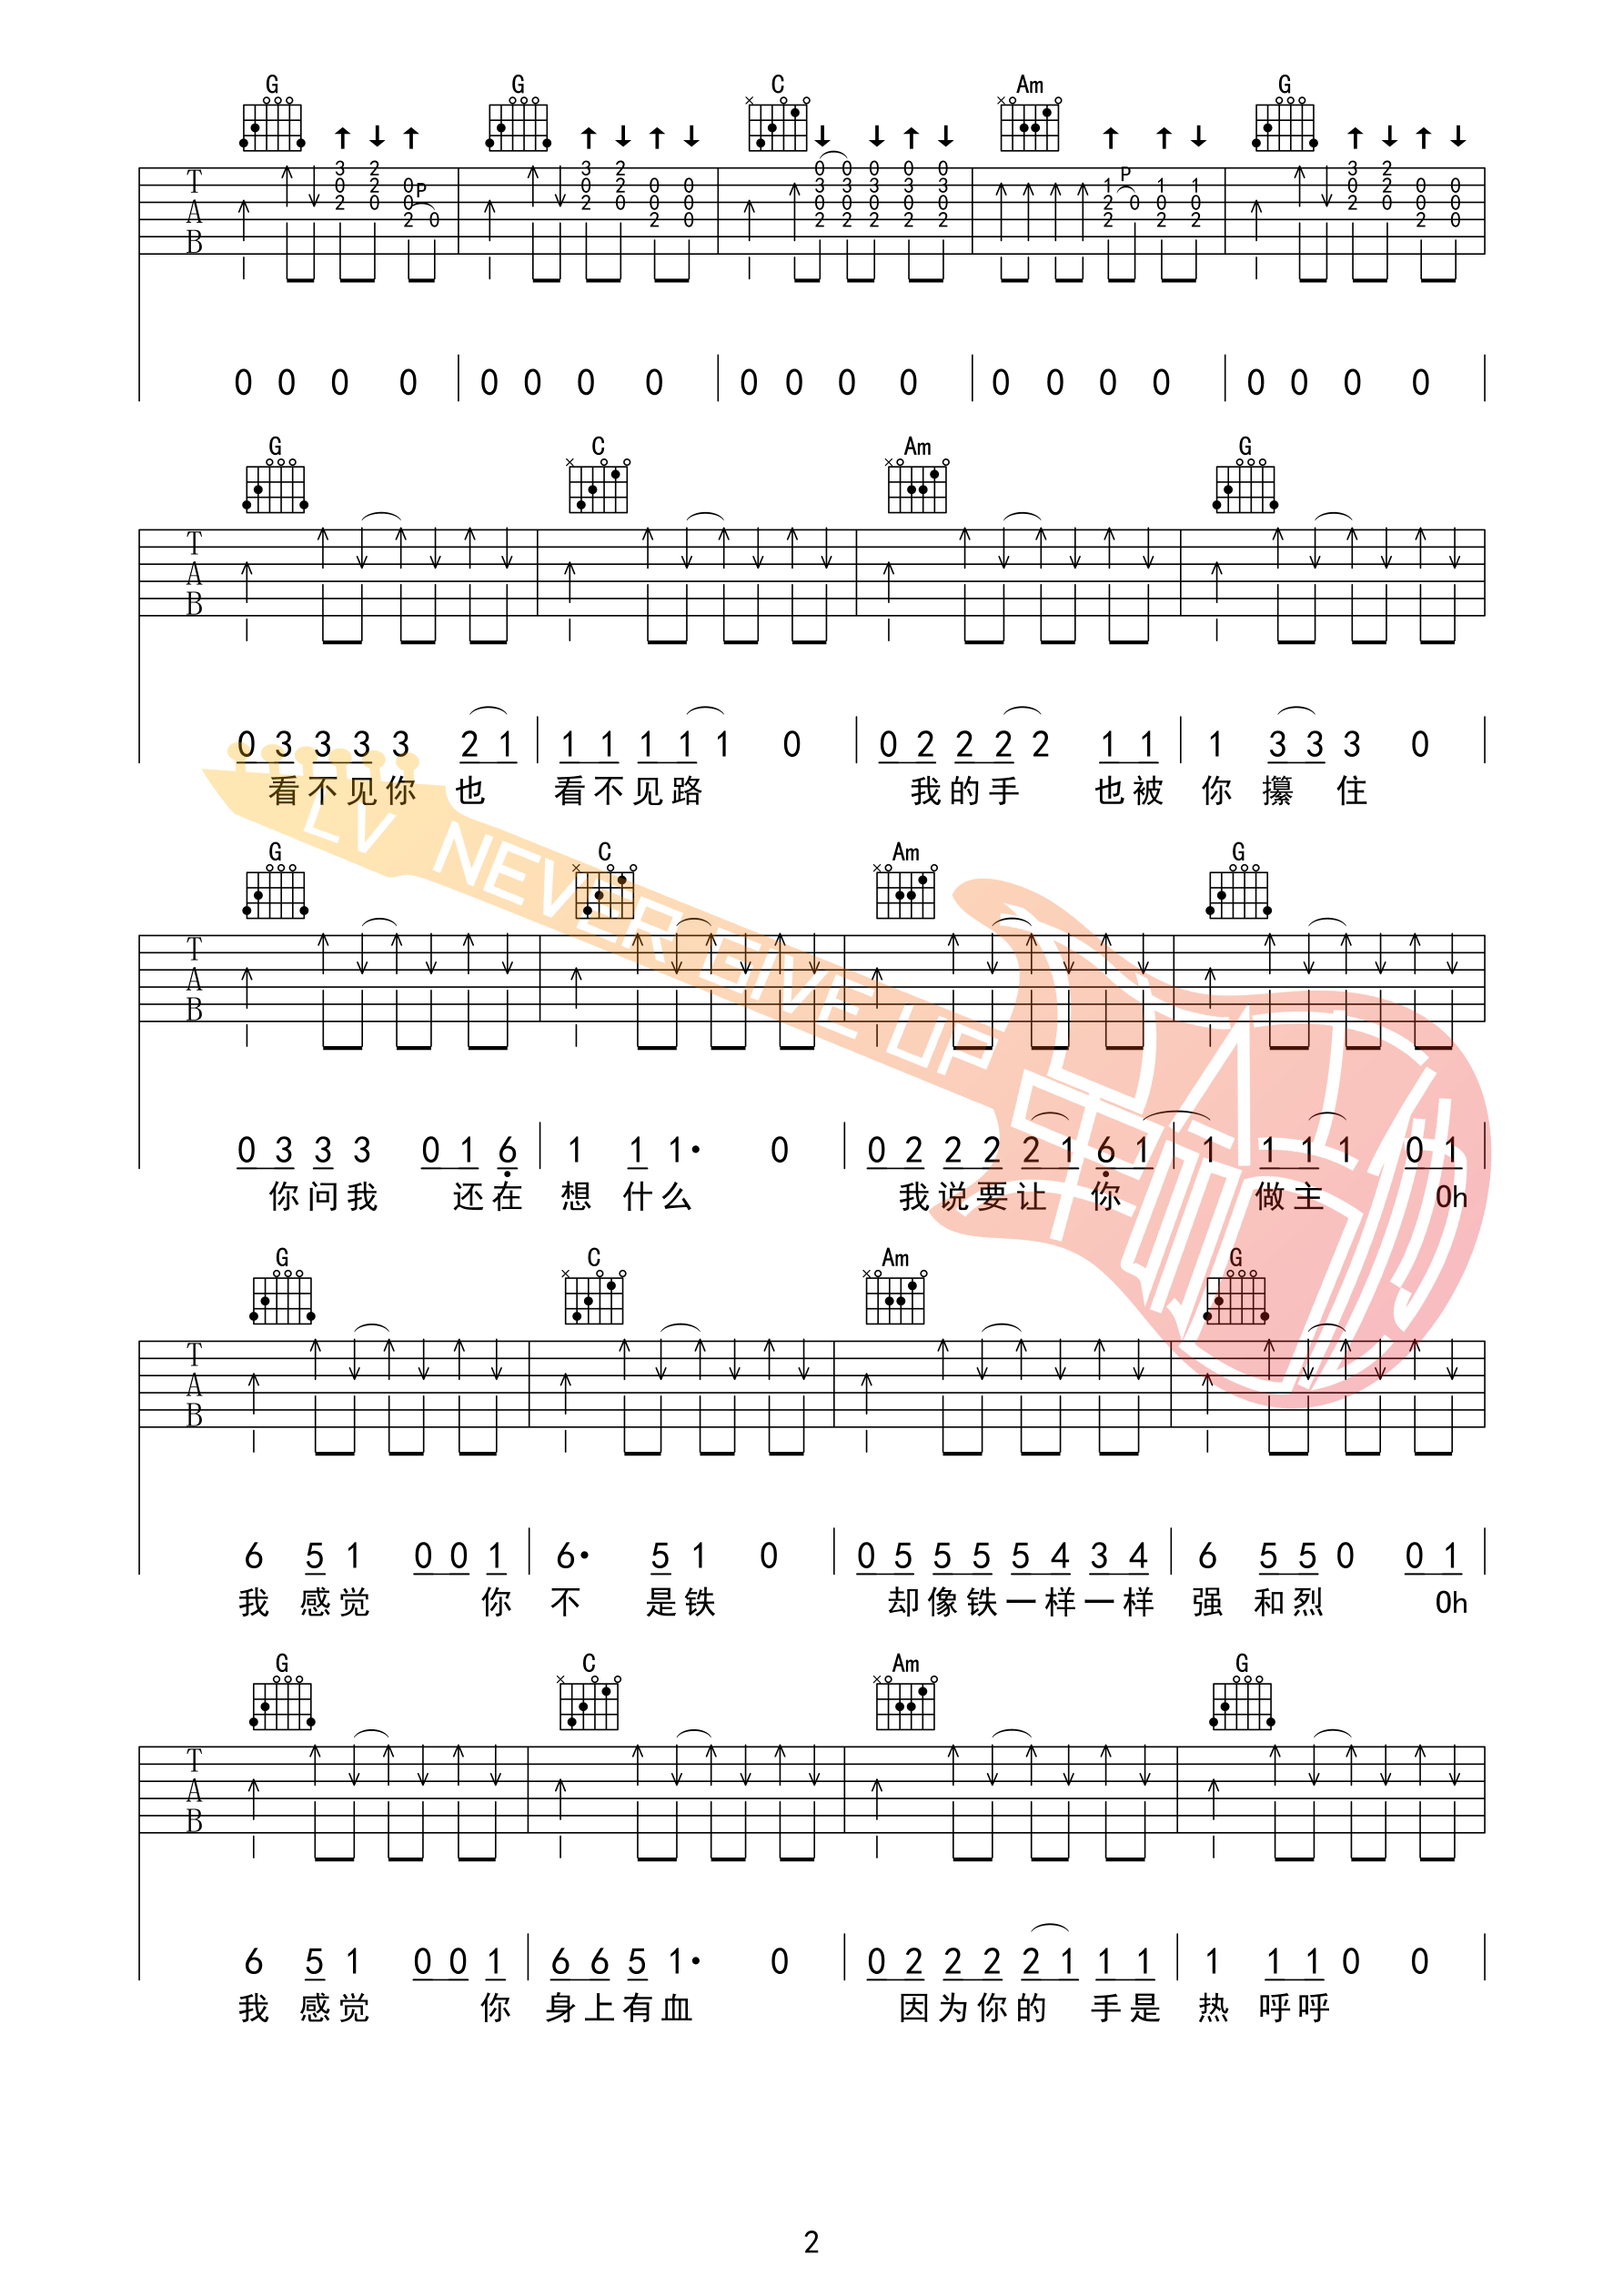 G G C Am G
T A B
0 0 0 0 0 0 0 0 0 0 0 0 0 0 0 0 0 0 0 0
G C Am G
T A B
0 3 3 3 3 2 1 1 1 1 1 1 0 0 2 2 2 2 1 1 1 3 3 3 0
看不见你 也 看不见路 我的手 也被 你 攥 住
G C Am G
T A B
0 3 3 3 0 1 6 1 1 1· 0 0 2 2 2 2 1 6 1 1 1 1 1 0 1
你问我 还在 想 什么 我说要让 你 做主 Oh
G C Am G
T A B
6 5 1 0 0 1 6· 5 1 0 0 5 5 5 5 4 3 4 6 5 5 0 0 1
我 感觉 你 不 是铁 却像铁一样一样 强 和烈 Oh
G C Am G
T A B
6 5 1 0 0 1 6 6 5 1· 0 0 2 2 2 2 1 1 1 1 1 1 0 0
我 感觉 你 身上有血 因为你的 手是 热 呼呼
LV NEVER GIVE UP
2